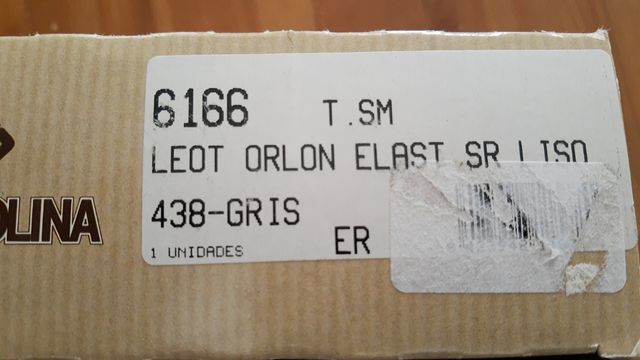 6166 T.SM
LEOT ORLON ELAST SR LISO
438-GRIS
OLINA
1 UNIDADES ER